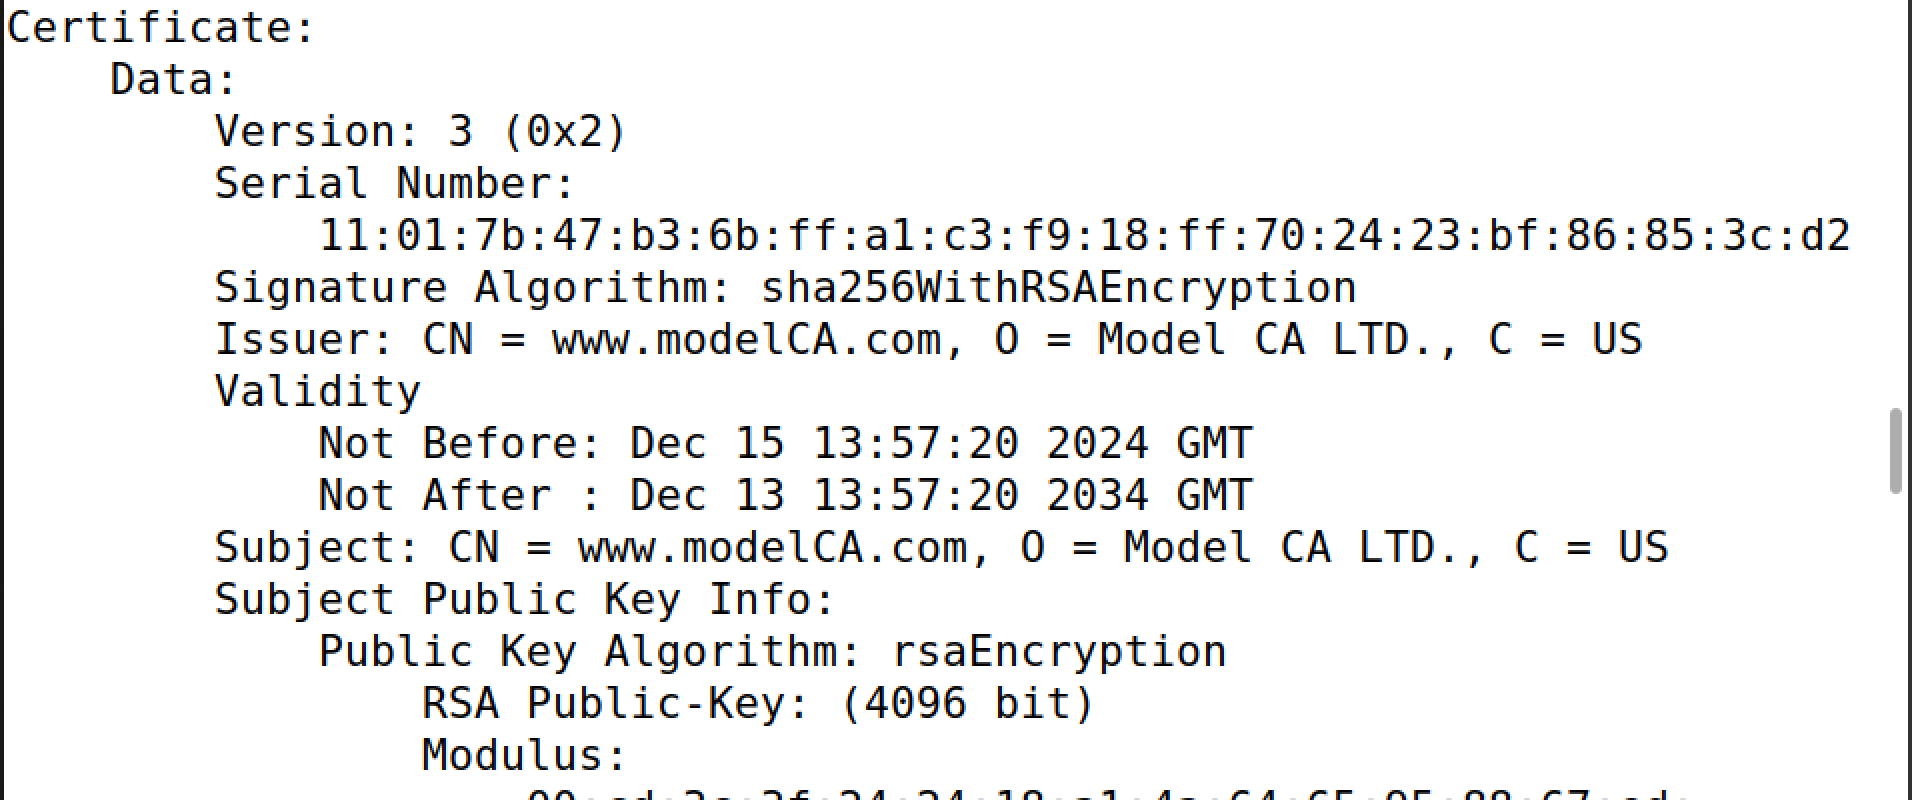 Certificate:
Data:
Version: 3 (0x2)
Serial Number:
11:01:7b:47:b3:6b:ff:a1:c3:f9:18:ff:70:24:23:bf:86:85:3c:d2
Signature Algorithm: sha256WithRSAEncryption
Issuer: CN = www.modelCA.com, O = Model CA LTD., C = US
Validity
Not Before: Dec 15 13:57:20 2024 GMT
Not After : Dec 13 13:57:20 2034 GMT
Subject: CN = www.modelCA.com, O = Model CA LTD., C = US
Subject Public Key Info:
Public Key Algorithm: rsaEncryption
RSA Public-Key: (4096 bit)
Modulus: